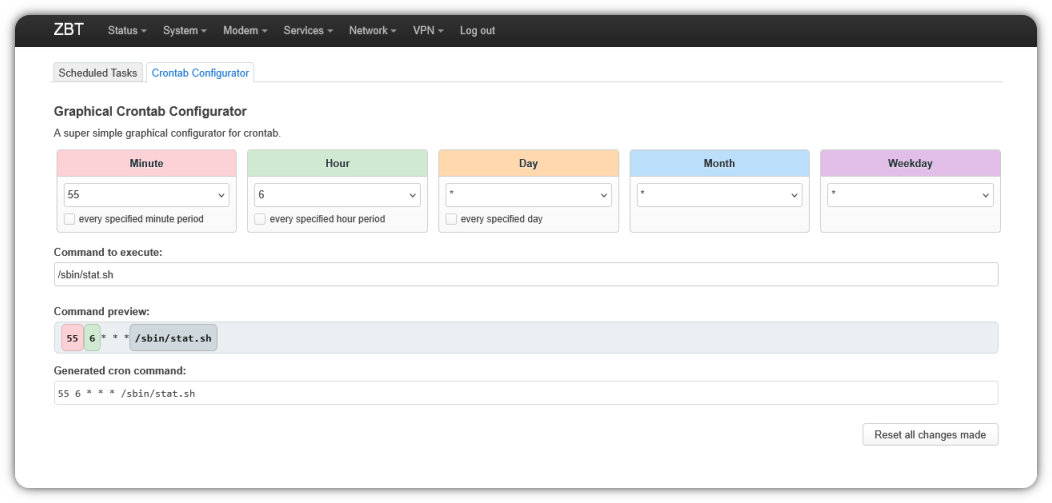 ZBT Status System Modem Services Network VPN Log out
Scheduled Tasks Crontab Configurator
Graphical Crontab Configurator
A super simple graphical configurator for crontab.
Minute Hour Day Month Weekday
55 6 * * *
every specified minute period every specified hour period every specified day
Command to execute:
/sbin/stat.sh
Command preview:
55 6 * * * /sbin/stat.sh
Generated cron command:
55 6 * * * /sbin/stat.sh
Reset all changes made